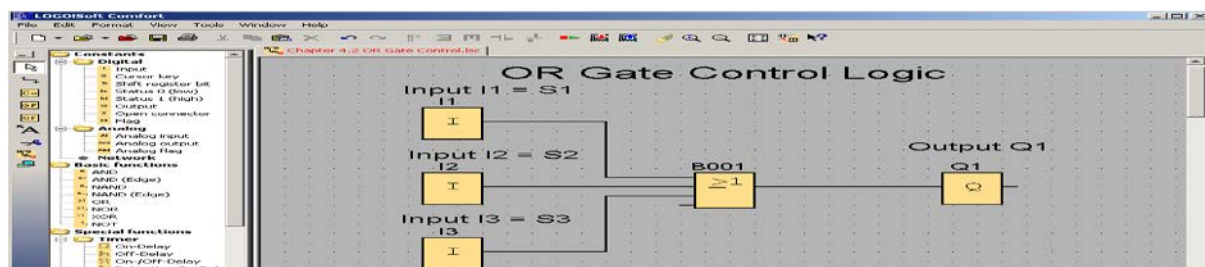 LOGO!Soft Comfort
File Edit Format View Tools Window Help
Chapter 4.2 OR Gate Control.lsc
Constants
Digital
Input
Cursor key
Shift register bit
Status 0 (low)
Status 1 (high)
Output
Open connector
Flag
Analog
Analog input
Analog output
Analog flag
Network
Basic functions
AND
AND (Edge)
NAND
NAND (Edge)
OR
NOR
XOR
NOT
Special functions
Timer
On-Delay
Off-Delay
On-/Off-Delay
OR Gate Control Logic
Input I1 = S1
I1
I
Input I2 = S2
I2
I
Input I3 = S3
I3
I
B001
≥1
Output Q1
Q1
Q